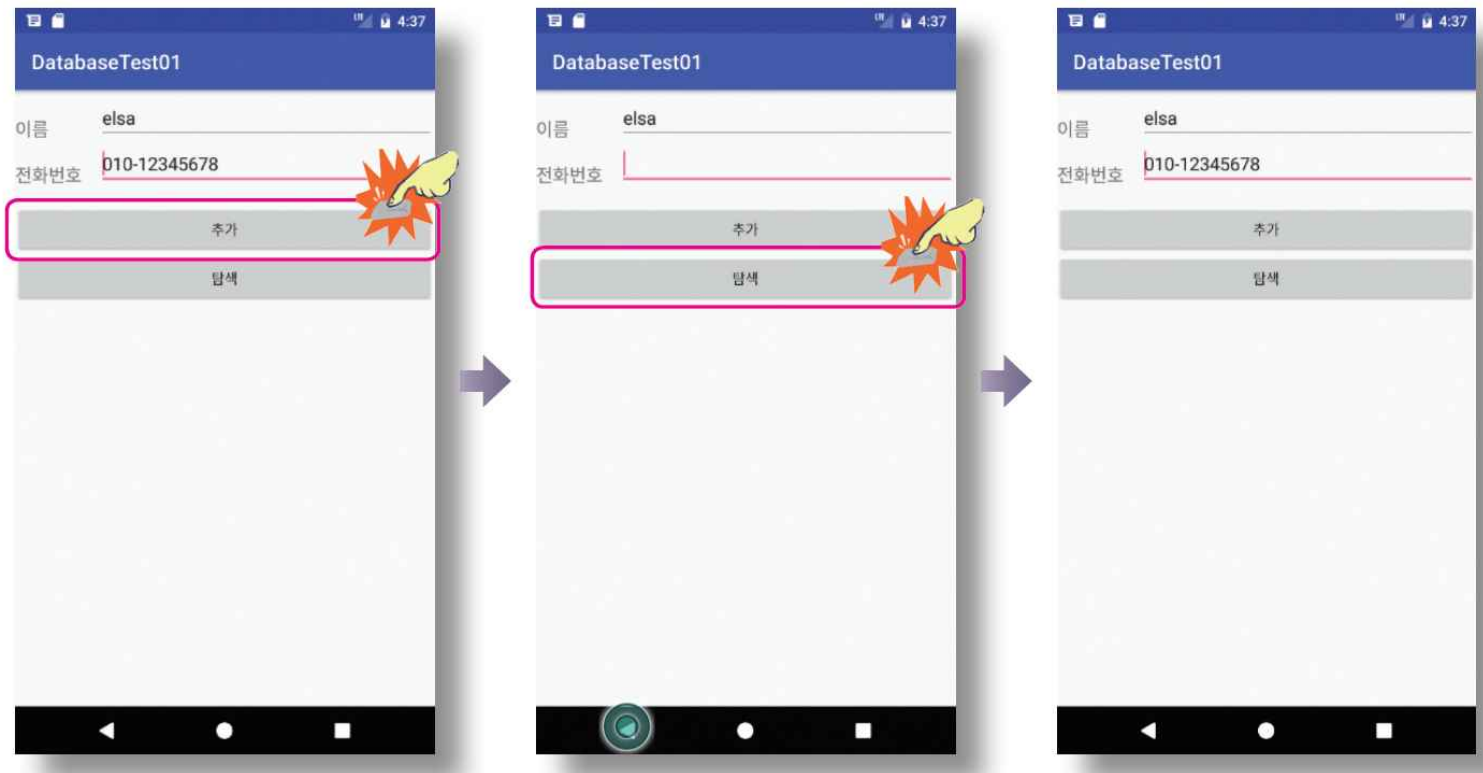 4:37
DatabaseTest01
이름 elsa
전화번호 010-12345678
추가
탐색
4:37
DatabaseTest01
이름 elsa
전화번호
추가
탐색
4:37
DatabaseTest01
이름 elsa
전화번호 010-12345678
추가
탐색